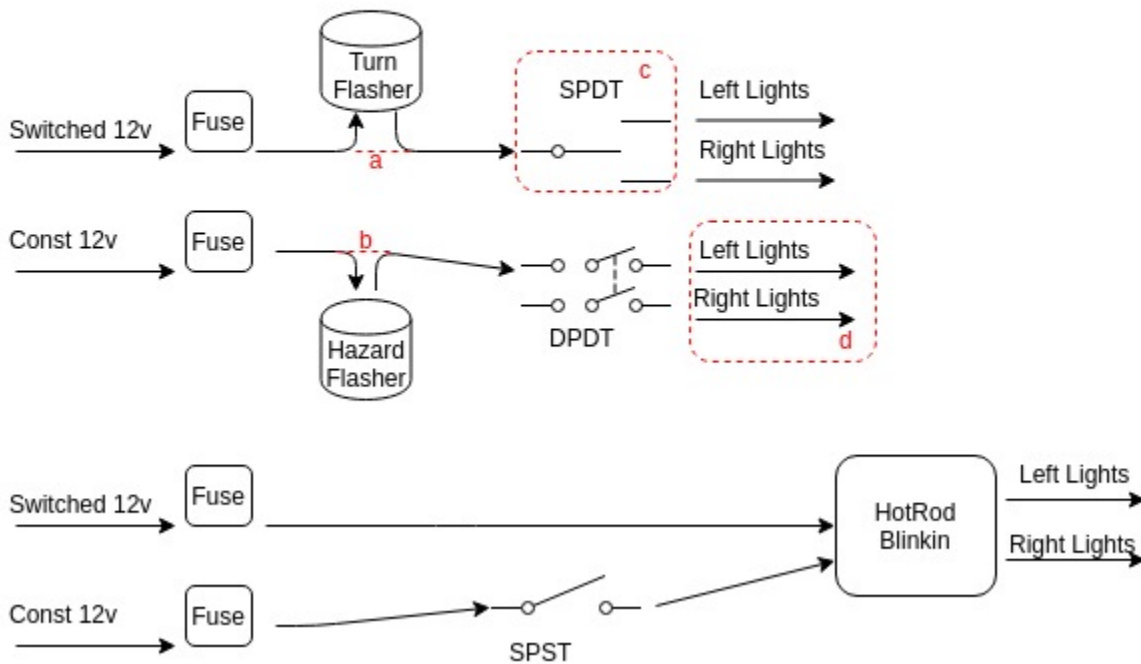 Turn
Flasher
c
SPDT
Left Lights
Fuse
Switched 12v
a
Right Lights
Const 12v
Fuse
b
Left Lights
Right Lights
DPDT
d
Hazard
Flasher
Switched 12v
Fuse
HotRod
Blinkin
Left Lights
Right Lights
Const 12v
Fuse
SPST